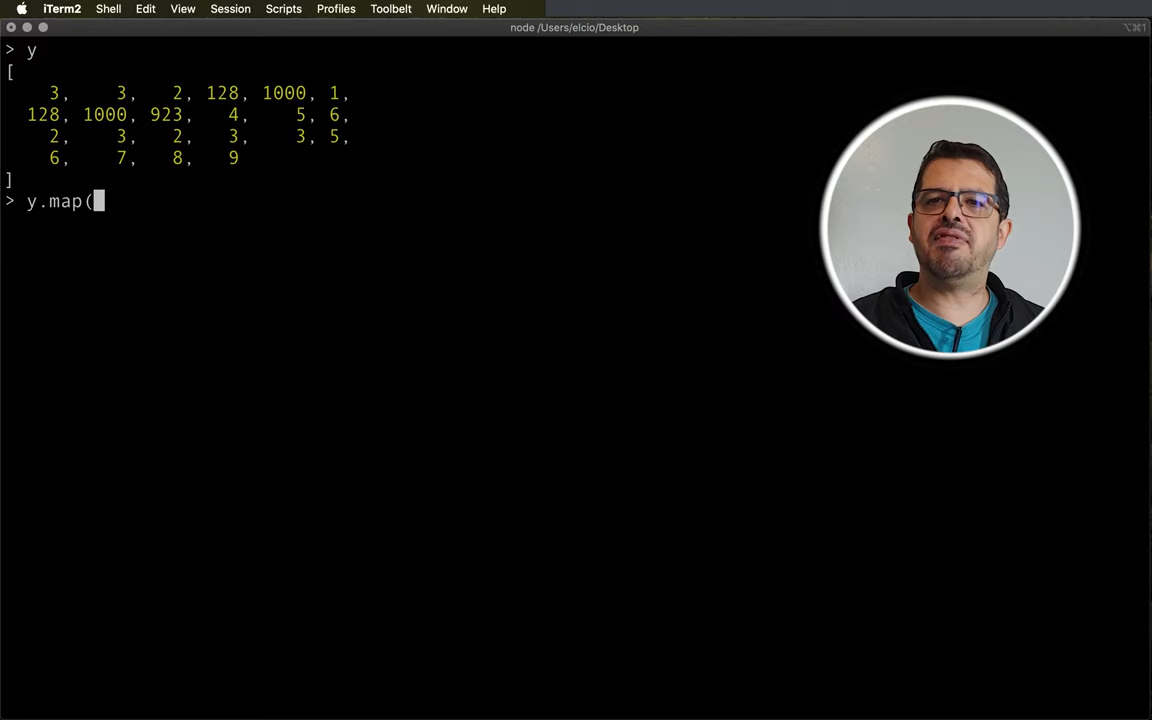 iTerm2 Shell Edit View Session Scripts Profiles Toolbelt Window Help
node /Users/elcio/Desktop ⌥⌘1
> y
[
3, 3, 2, 128, 1000, 1,
128, 1000, 923, 4, 5, 6,
2, 3, 2, 3, 3, 5,
6, 7, 8, 9
]
> y.map(